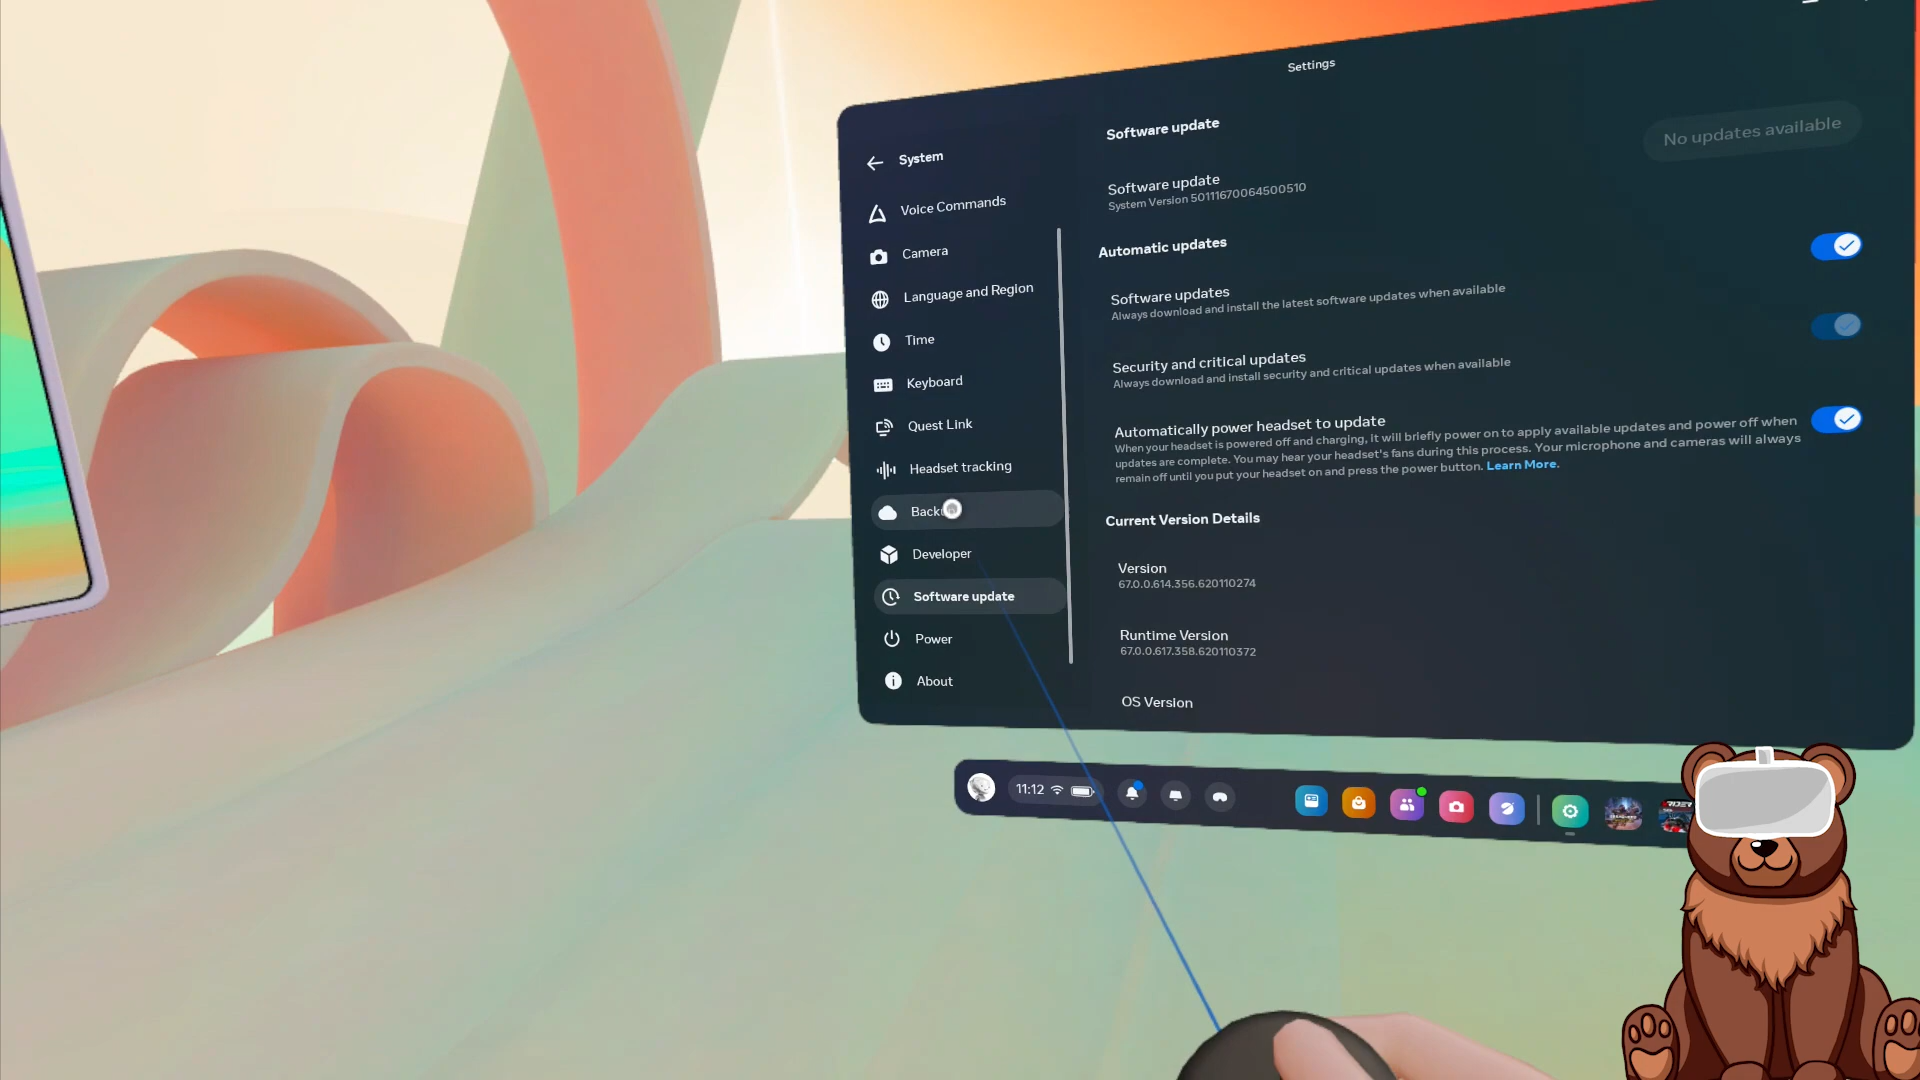 Settings
System
Voice Commands
Camera
Language and Region
Time
Keyboard
Quest Link
Headset tracking
Developer
Software update
Power
About
Software update
No updates available
Software update
System Version 50111670064500510
Automatic updates
Software updates
Always download and install the latest software updates when available
Security and critical updates
Always download and install security and critical updates when available
Automatically power headset to update
When your headset is powered off and charging, it will briefly power on to apply available updates and power off when
updates are complete. You may hear your headset's fans during this process. Your microphone and cameras will always
remain off until you put your headset on and press the power button. Learn More.
Current Version Details
Version
67.0.0.614.356.620110274
Runtime Version
67.0.0.617.358.620110372
OS Version
11:12